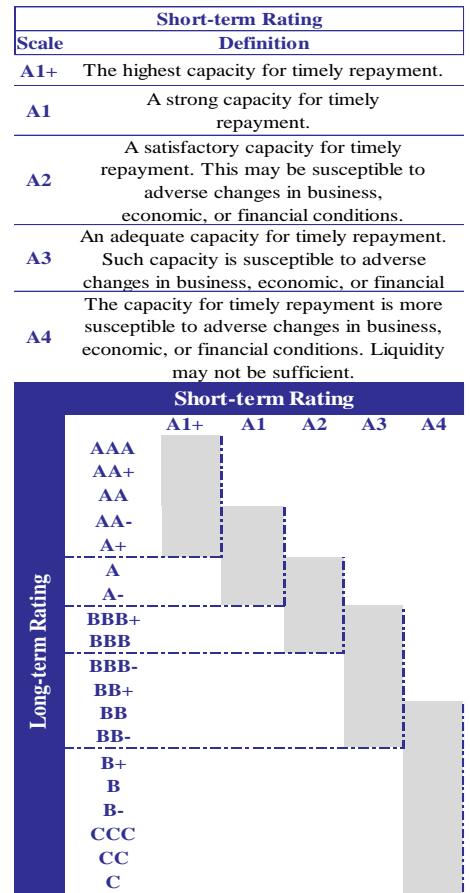 Short-term Rating
Scale Definition
A1+ The highest capacity for timely repayment.
A1 A strong capacity for timely
repayment.
A2 A satisfactory capacity for timely
repayment. This may be susceptible to
adverse changes in business,
economic, or financial conditions.
A3 An adequate capacity for timely repayment.
Such capacity is susceptible to adverse
changes in business, economic, or financial
A4 The capacity for timely repayment is more
susceptible to adverse changes in business,
economic, or financial conditions. Liquidity
may not be sufficient.
Short-term Rating
A1+ A1 A2 A3 A4
Long-term Rating
AAA
AA+
AA
AA-
A+
A
A-
BBB+
BBB
BBB-
BB+
BB
BB-
B+
B
B-
CCC
CC
C